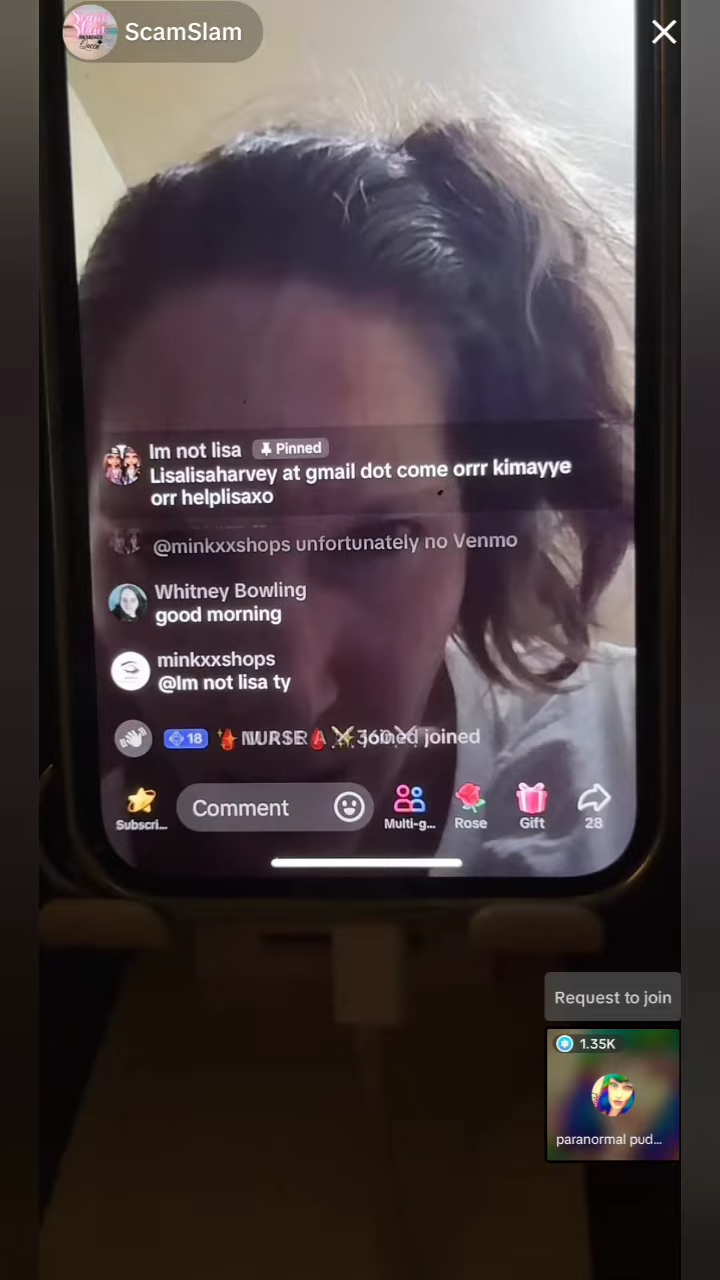 ScamSlam
Im not lisa Pinned
Lisalisaharvey at gmail dot come orrr kimayye
orr helplisaxo
@minkxxshops unfortunately no Venmo
Whitney Bowling
good morning
minkxxshops
@Im not lisa ty
18 joined joined
Subscri...
Comment
Multi-g...
Rose
Gift
28
Request to join
1.35K
paranormal pud...